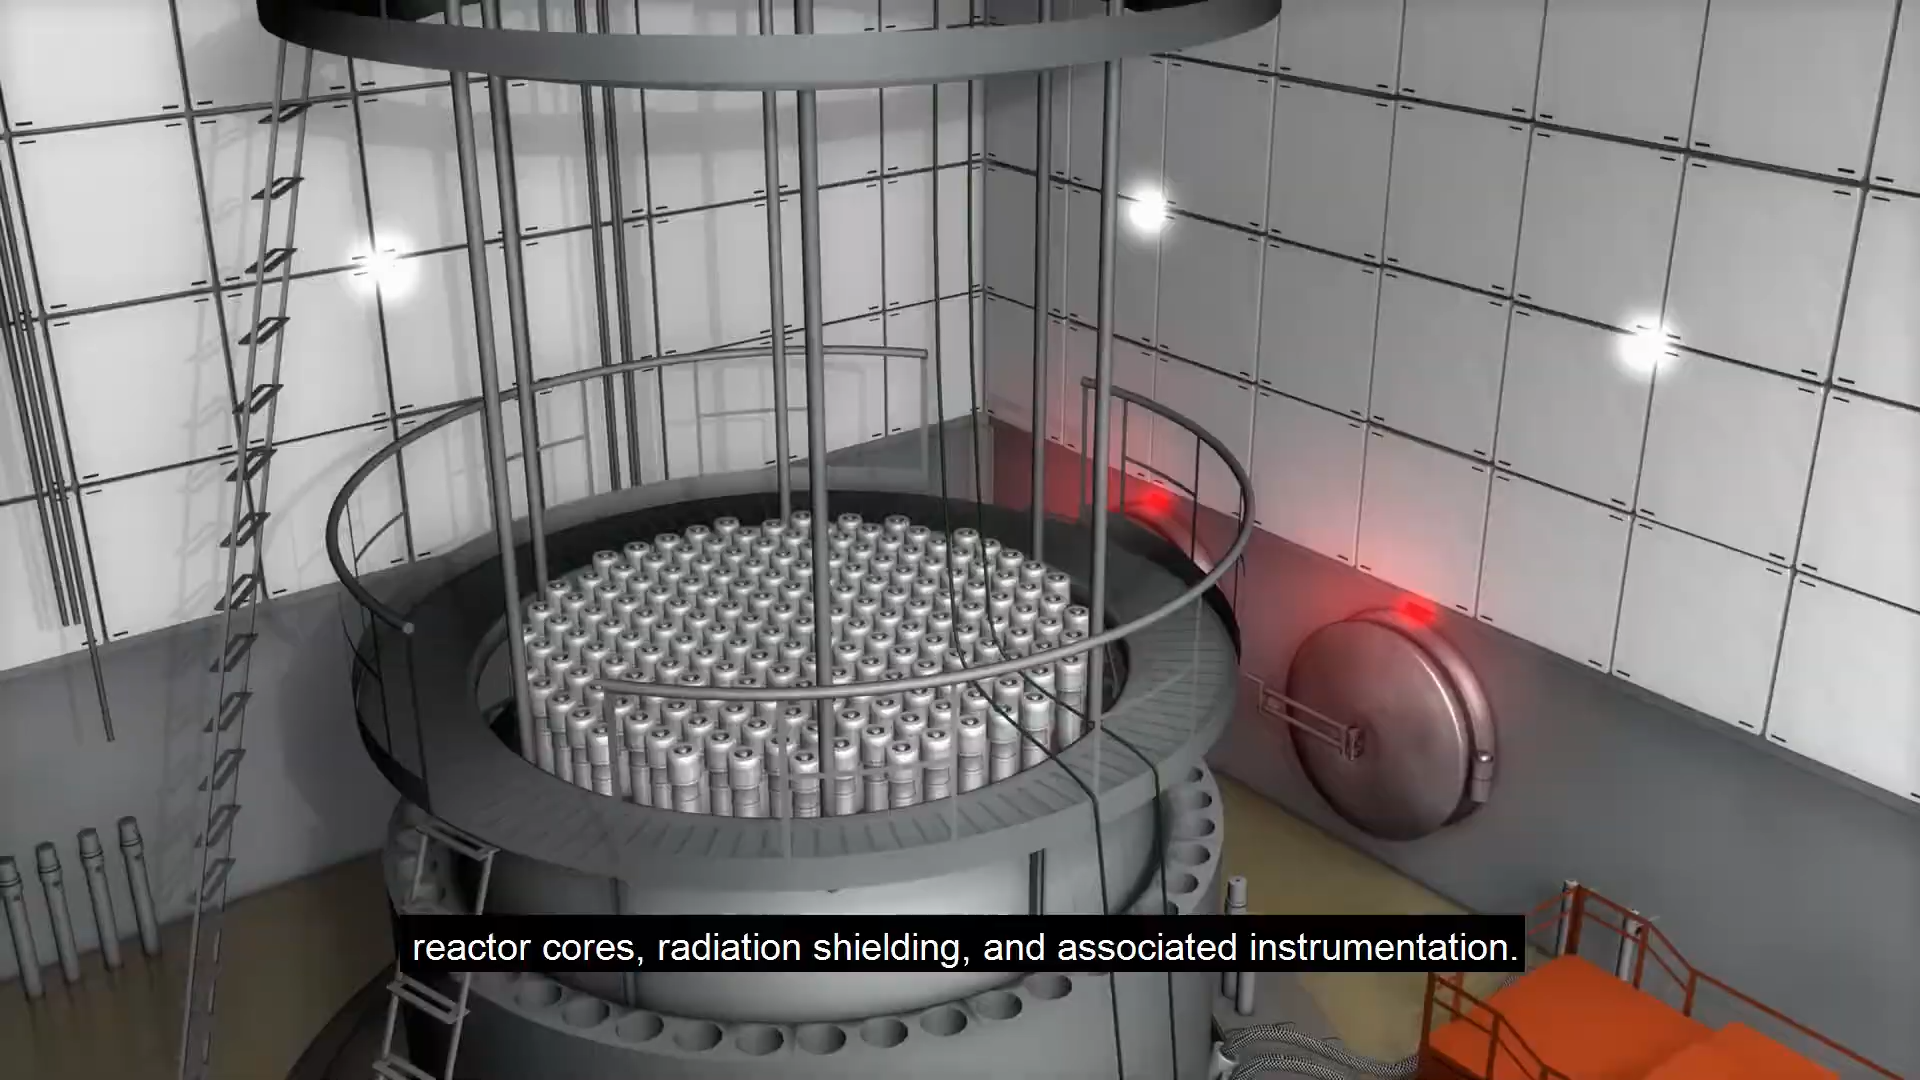 reactor cores, radiation shielding, and associated instrumentation.